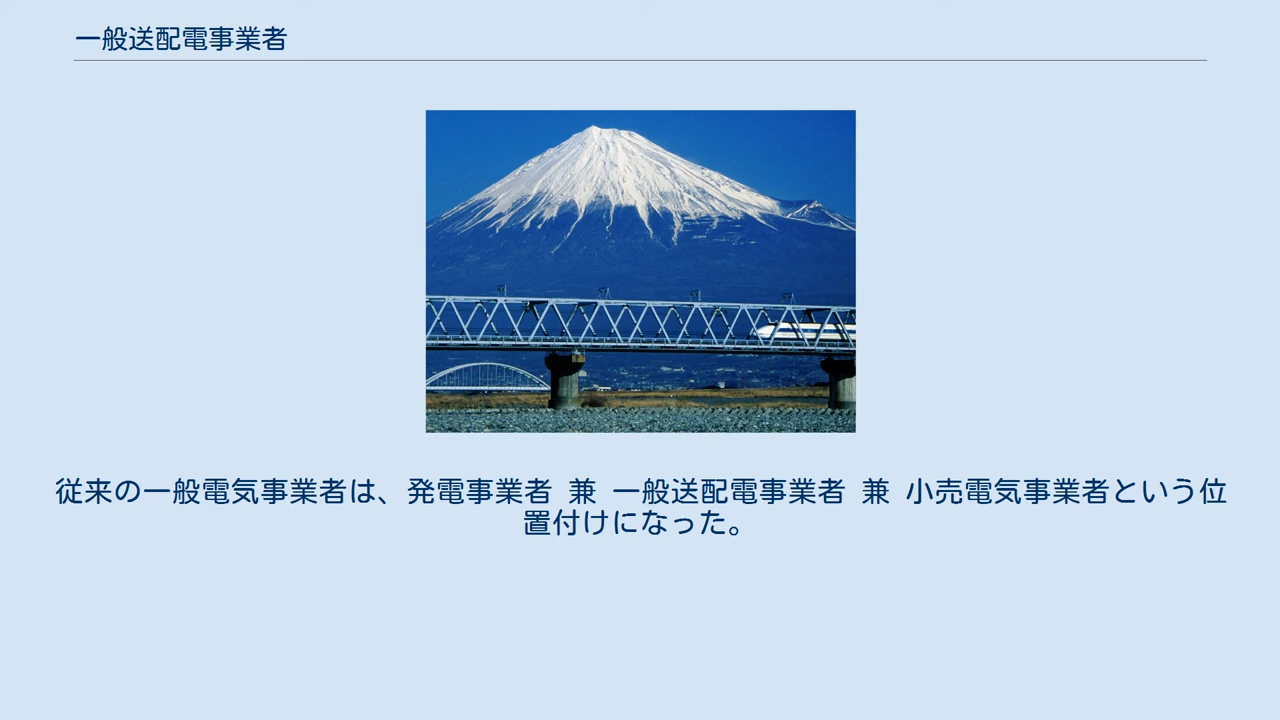 一般送配電事業者
従来の一般電気事業者は、発電事業者 兼 一般送配電事業者 兼 小売電気事業者という位
置付けになった。